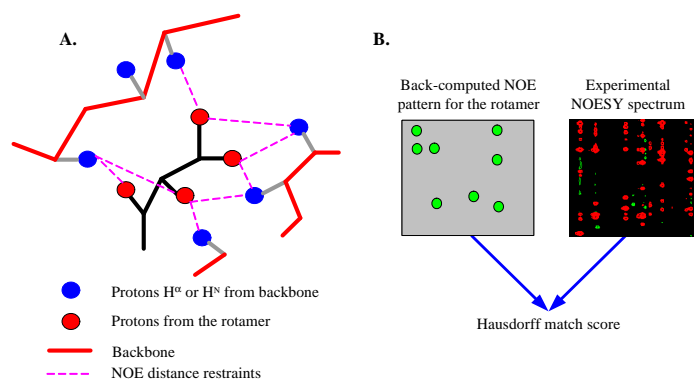 A.
B.
Back-computed NOE
pattern for the rotamer
Experimental
NOESY spectrum
Hausdorff match score
Protons Hᵅ or Hᴺ from backbone
Protons from the rotamer
Backbone
NOE distance restraints